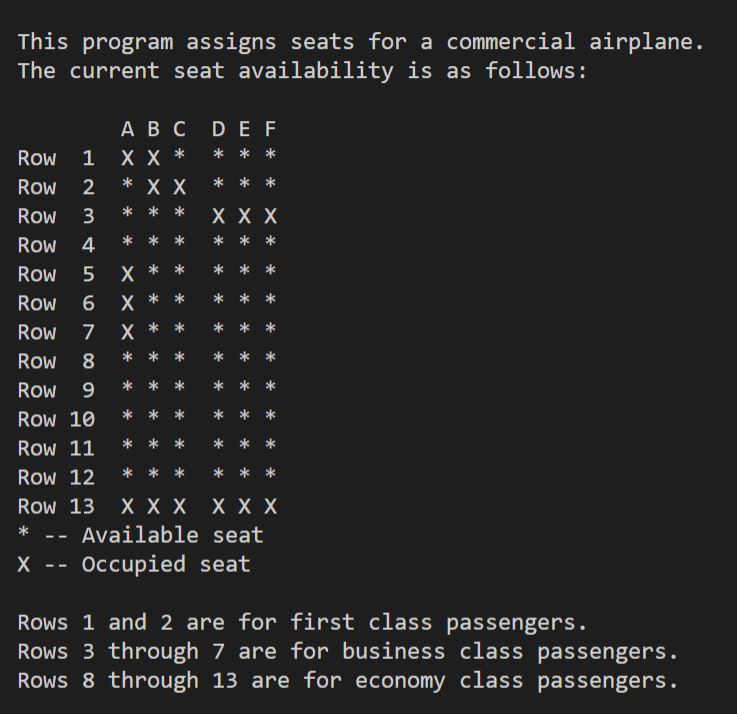 This program assigns seats for a commercial airplane.
The current seat availability is as follows:
        A B C  D E F
Row  1  X X *  * * *
Row  2  * X X  * * *
Row  3  * * *  X X X
Row  4  * * *  * * *
Row  5  X * *  * * *
Row  6  X * *  * * *
Row  7  X * *  * * *
Row  8  * * *  * * *
Row  9  * * *  * * *
Row 10  * * *  * * *
Row 11  * * *  * * *
Row 12  * * *  * * *
Row 13  X X X  X X X
* -- Available seat
X -- Occupied seat
Rows 1 and 2 are for first class passengers.
Rows 3 through 7 are for business class passengers.
Rows 8 through 13 are for economy class passengers.